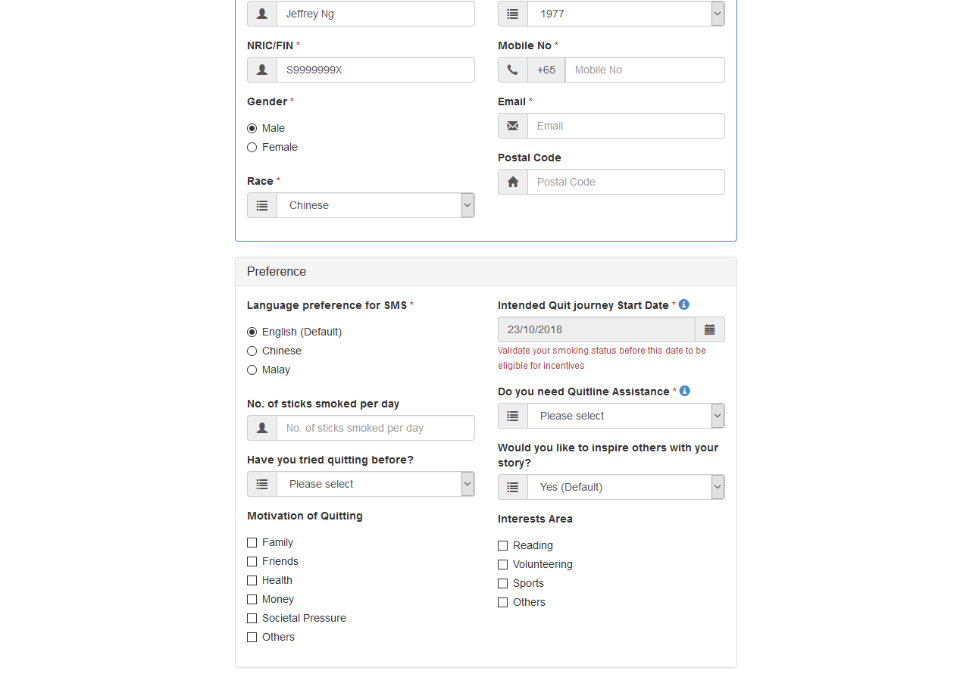 Jeffrey Ng
1977
NRIC/FIN *
Mobile No *
S9999999X
+65
Mobile No
Gender *
Email *
Male
Email
Female
Postal Code
Postal Code
Race *
Chinese
Preference
Language preference for SMS *
Intended Quit journey Start Date *
English (Default)
23/10/2018
Chinese
Validate your smoking status before this date to be
eligible for incentives
Malay
Do you need Quitline Assistance *
No. of sticks smoked per day
Please select
No. of sticks smoked per day
Would you like to inspire others with your
story?
Have you tried quitting before?
Please select
Yes (Default)
Motivation of Quitting
Interests Area
Family
Reading
Friends
Volunteering
Health
Sports
Money
Others
Societal Pressure
Others